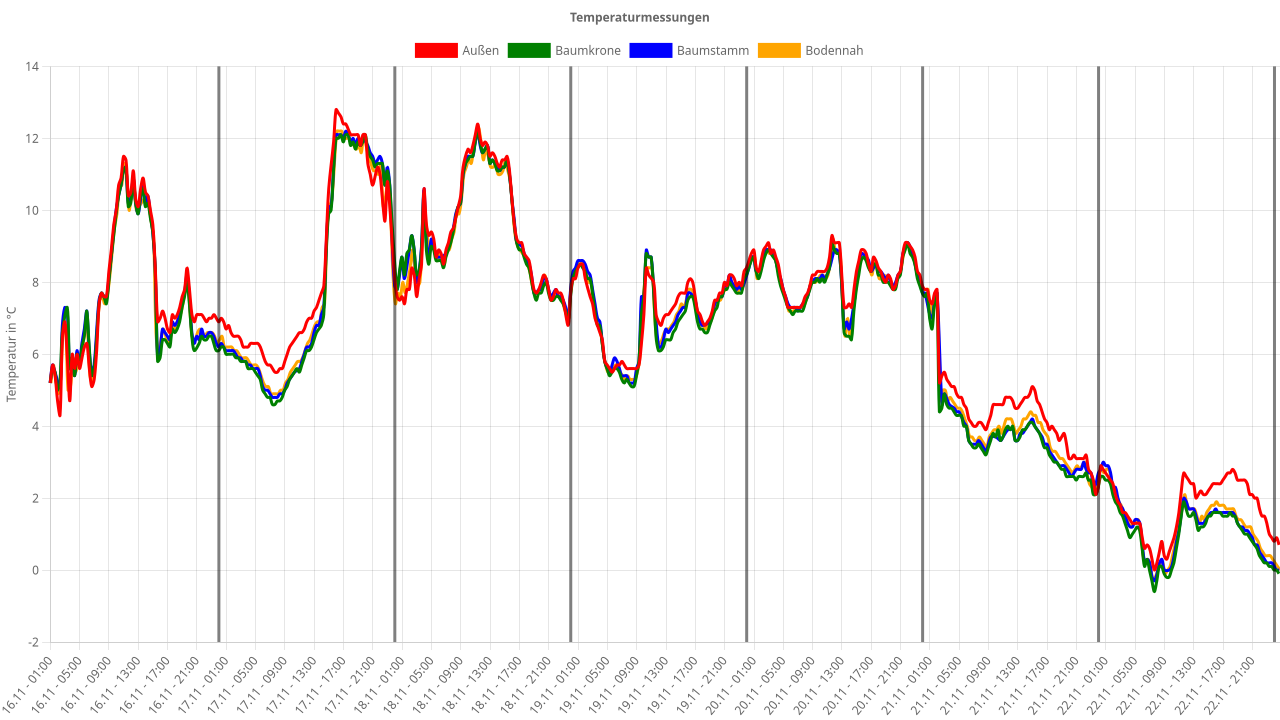 Temperaturmessungen
Außen Baumkrone Baumstamm Bodennah
Temperatur in °C
14
12
10
8
6
4
2
0
-2
16.11 - 01:00
16.11 - 05:00
16.11 - 09:00
16.11 - 13:00
16.11 - 17:00
16.11 - 21:00
17.11 - 01:00
17.11 - 05:00
17.11 - 09:00
17.11 - 13:00
17.11 - 17:00
17.11 - 21:00
18.11 - 01:00
18.11 - 05:00
18.11 - 09:00
18.11 - 13:00
18.11 - 17:00
18.11 - 21:00
19.11 - 01:00
19.11 - 05:00
19.11 - 09:00
19.11 - 13:00
19.11 - 17:00
19.11 - 21:00
20.11 - 01:00
20.11 - 05:00
20.11 - 09:00
20.11 - 13:00
20.11 - 17:00
20.11 - 21:00
21.11 - 01:00
21.11 - 05:00
21.11 - 09:00
21.11 - 13:00
21.11 - 17:00
21.11 - 21:00
22.11 - 01:00
22.11 - 05:00
22.11 - 09:00
22.11 - 13:00
22.11 - 17:00
22.11 - 21:00